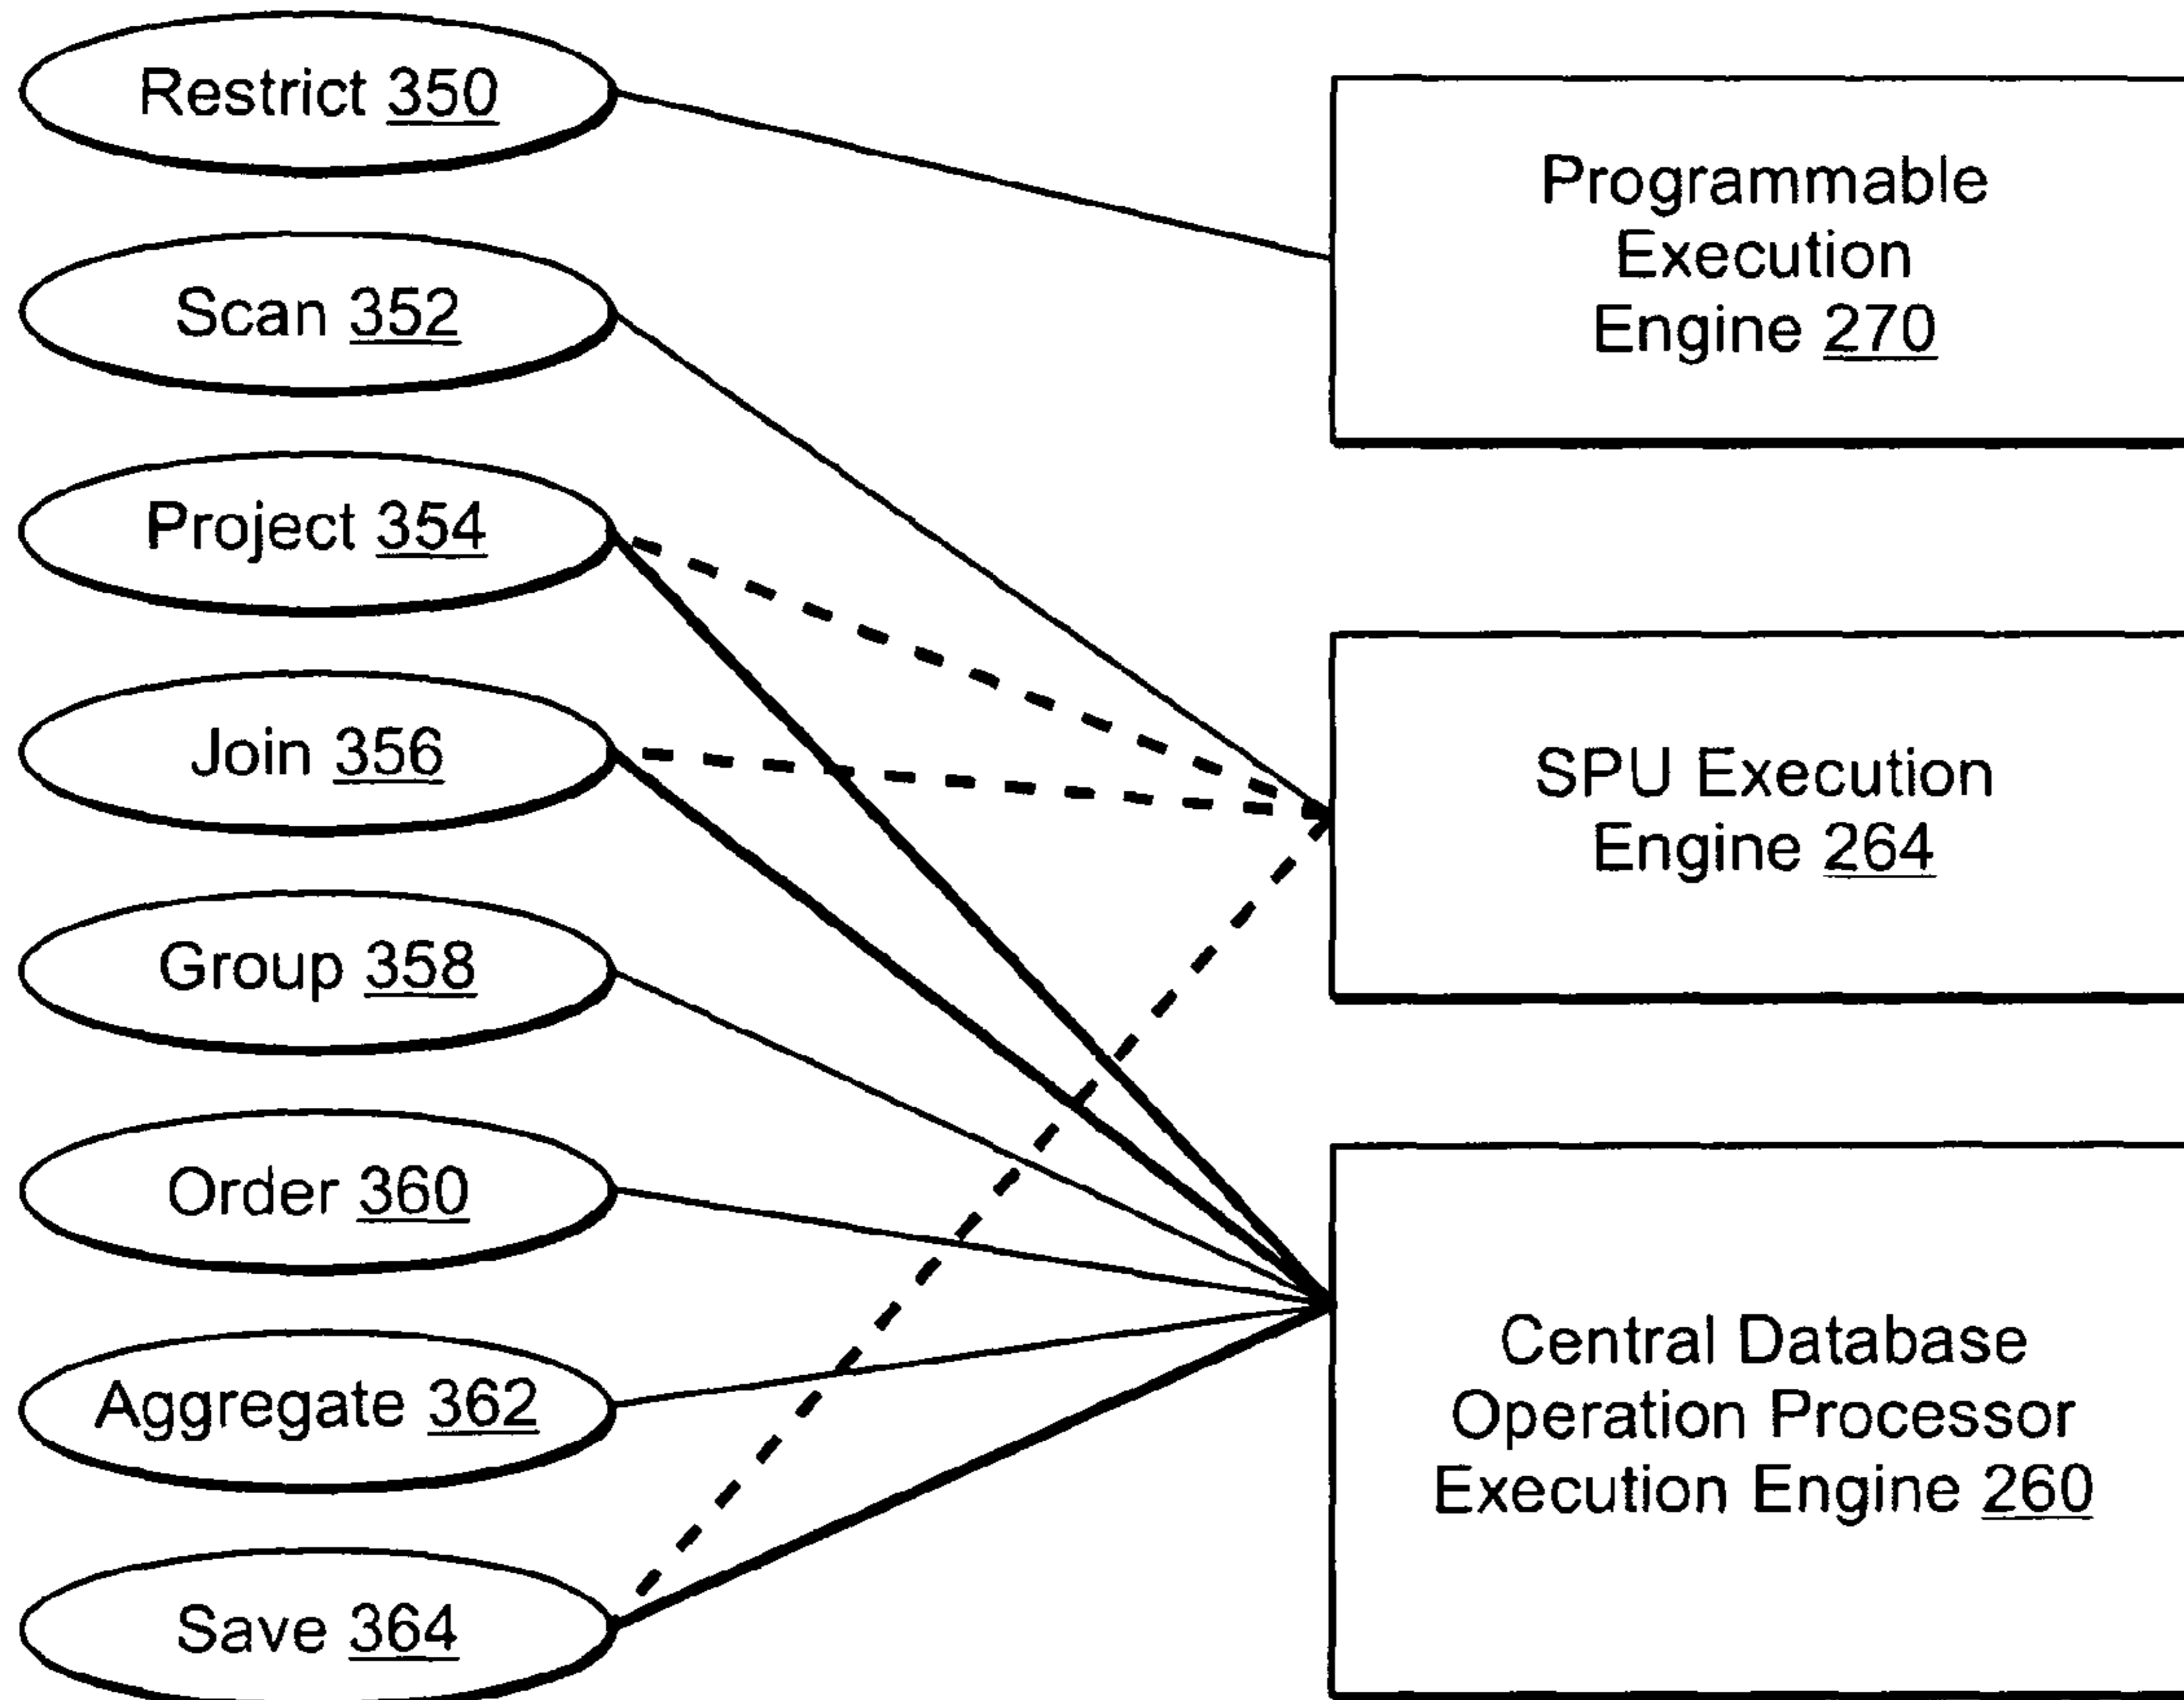 Restrict 350
Scan 352
Project 354
Join 356
Group 358
Order 360
Aggregate 362
Save 364
Programmable
Execution
Engine 270
SPU Execution
Engine 264
Central Database
Operation Processor
Execution Engine 260